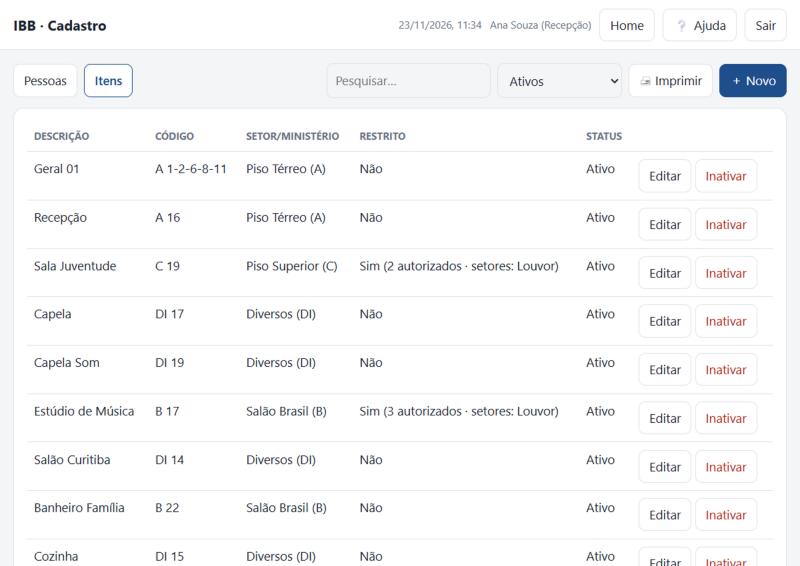 IBB · Cadastro
23/11/2026, 11:34 Ana Souza (Recepção) Home ❔ Ajuda Sair
Pessoas Itens Pesquisar... Ativos 🖨 Imprimir + Novo
DESCRIÇÃO CÓDIGO SETOR/MINISTÉRIO RESTRITO STATUS
Geral 01 A 1-2-6-8-11 Piso Térreo (A) Não Ativo Editar Inativar
Recepção A 16 Piso Térreo (A) Não Ativo Editar Inativar
Sala Juventude C 19 Piso Superior (C) Sim (2 autorizados · setores: Louvor) Ativo Editar Inativar
Capela DI 17 Diversos (DI) Não Ativo Editar Inativar
Capela Som DI 19 Diversos (DI) Não Ativo Editar Inativar
Estúdio de Música B 17 Salão Brasil (B) Sim (3 autorizados · setores: Louvor) Ativo Editar Inativar
Salão Curitiba DI 14 Diversos (DI) Não Ativo Editar Inativar
Banheiro Família B 22 Salão Brasil (B) Não Ativo Editar Inativar
Cozinha DI 15 Diversos (DI) Não Ativo Editar Inativar